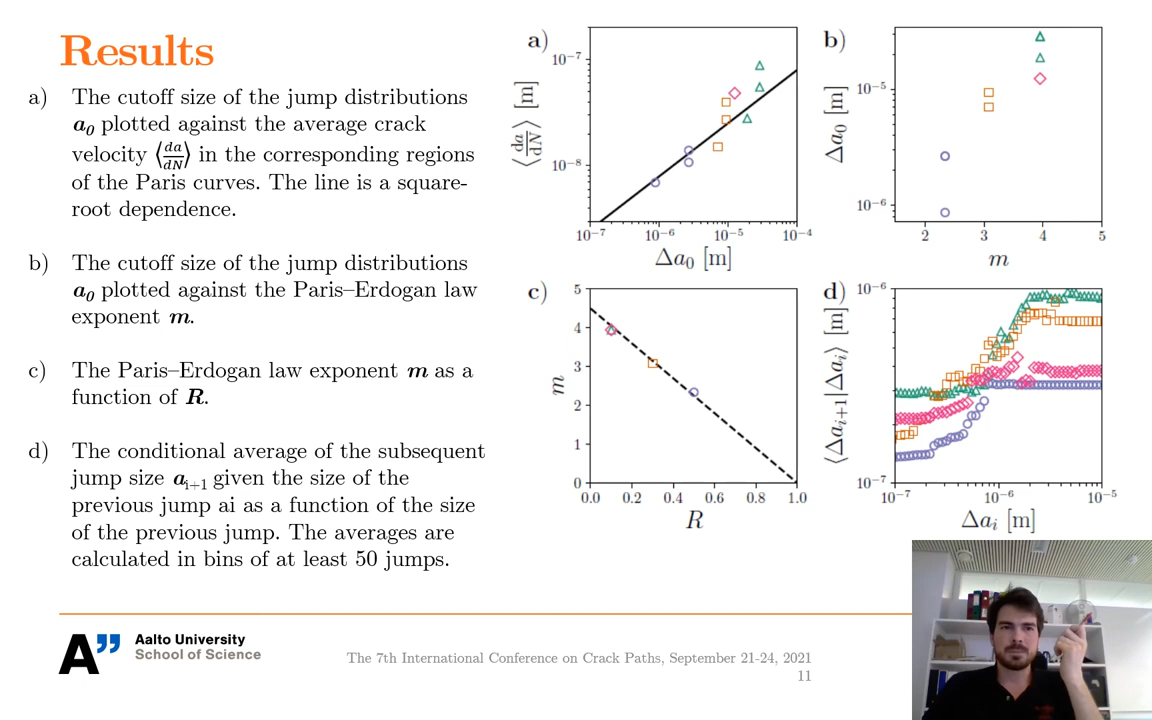 Results
a) The cutoff size of the jump distributions
a0 plotted against the average crack
velocity ⟨da/dN⟩ in the corresponding regions
of the Paris curves. The line is a square-
root dependence.
b) The cutoff size of the jump distributions
a0 plotted against the Paris–Erdogan law
exponent m.
c) The Paris–Erdogan law exponent m as a
function of R.
d) The conditional average of the subsequent
jump size ai+1 given the size of the
previous jump ai as a function of the size
of the previous jump. The averages are
calculated in bins of at least 50 jumps.
a)
⟨da/dN⟩ [m]
10⁻⁷
10⁻⁸
10⁻⁷ 10⁻⁶ 10⁻⁵ 10⁻⁴
Δa₀ [m]
b)
Δa₀ [m]
10⁻⁵
10⁻⁶
2 3 4 5
m
c)
m
5
4
3
2
1
0
0.0 0.2 0.4 0.6 0.8 1.0
R
d)
⟨Δaᵢ₊₁|Δaᵢ⟩ [m]
10⁻⁶
10⁻⁷
10⁻⁷ 10⁻⁶ 10⁻⁵
Δaᵢ [m]
A”
Aalto University
School of Science
The 7th International Conference on Crack Paths, September 21-24, 2021
11